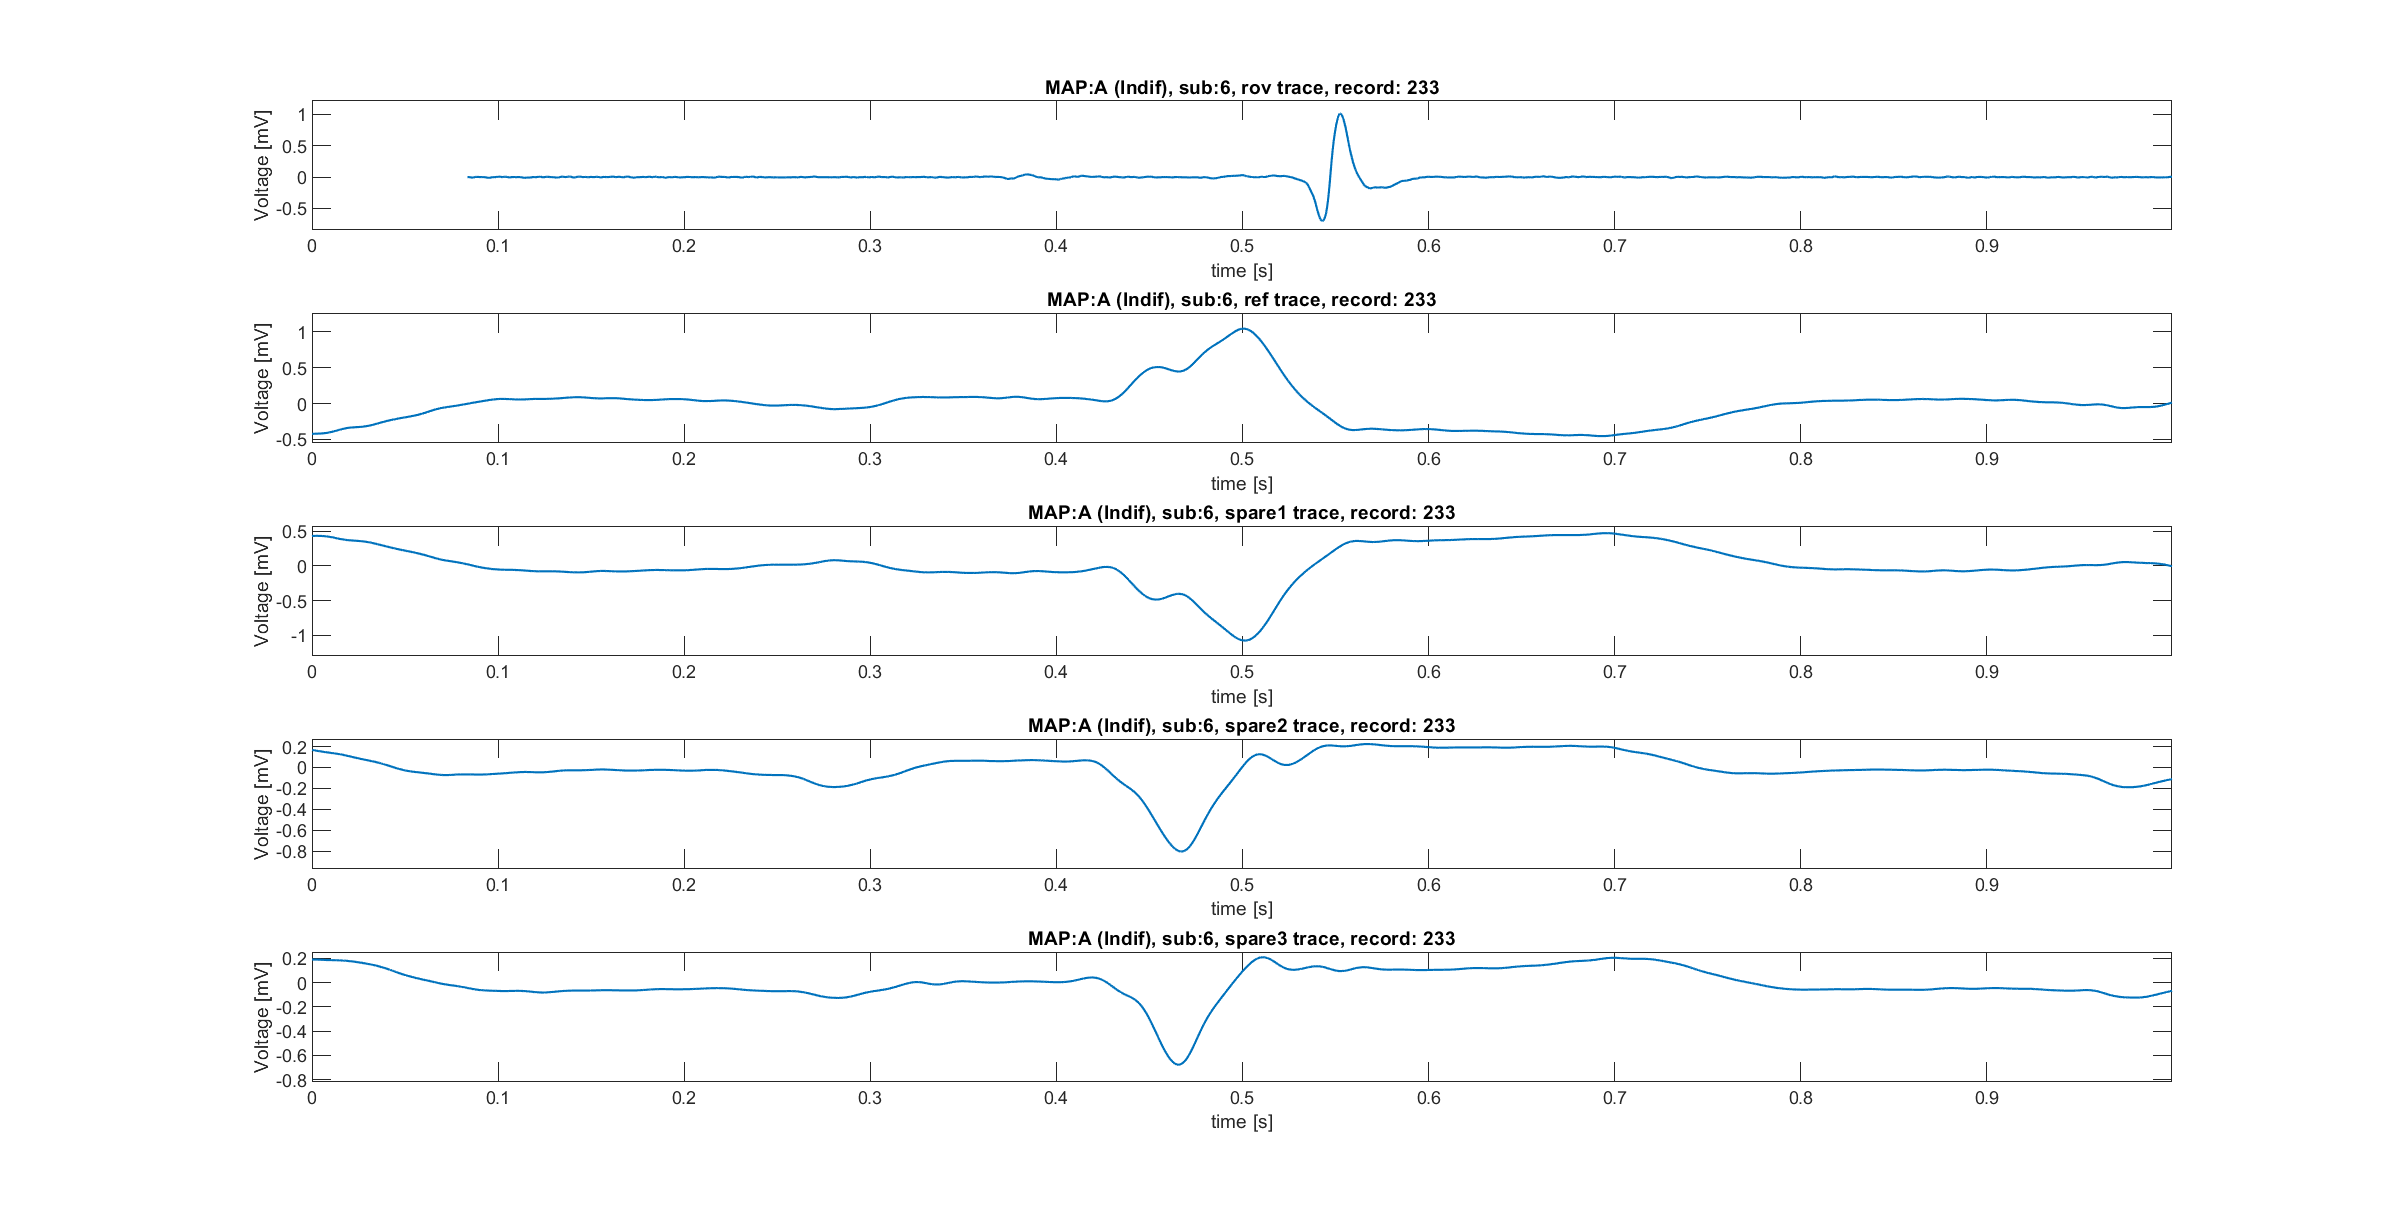 MAP:A (Indif), sub:6, rov trace, record: 233
Voltage [mV]
1
0.5
0
-0.5
0 0.1 0.2 0.3 0.4 0.5 0.6 0.7 0.8 0.9
time [s]
MAP:A (Indif), sub:6, ref trace, record: 233
Voltage [mV]
1
0.5
0
-0.5
0 0.1 0.2 0.3 0.4 0.5 0.6 0.7 0.8 0.9
time [s]
MAP:A (Indif), sub:6, spare1 trace, record: 233
Voltage [mV]
0.5
0
-0.5
-1
0 0.1 0.2 0.3 0.4 0.5 0.6 0.7 0.8 0.9
time [s]
MAP:A (Indif), sub:6, spare2 trace, record: 233
Voltage [mV]
0.2
0
-0.2
-0.4
-0.6
-0.8
0 0.1 0.2 0.3 0.4 0.5 0.6 0.7 0.8 0.9
time [s]
MAP:A (Indif), sub:6, spare3 trace, record: 233
Voltage [mV]
0.2
0
-0.2
-0.4
-0.6
-0.8
0 0.1 0.2 0.3 0.4 0.5 0.6 0.7 0.8 0.9
time [s]